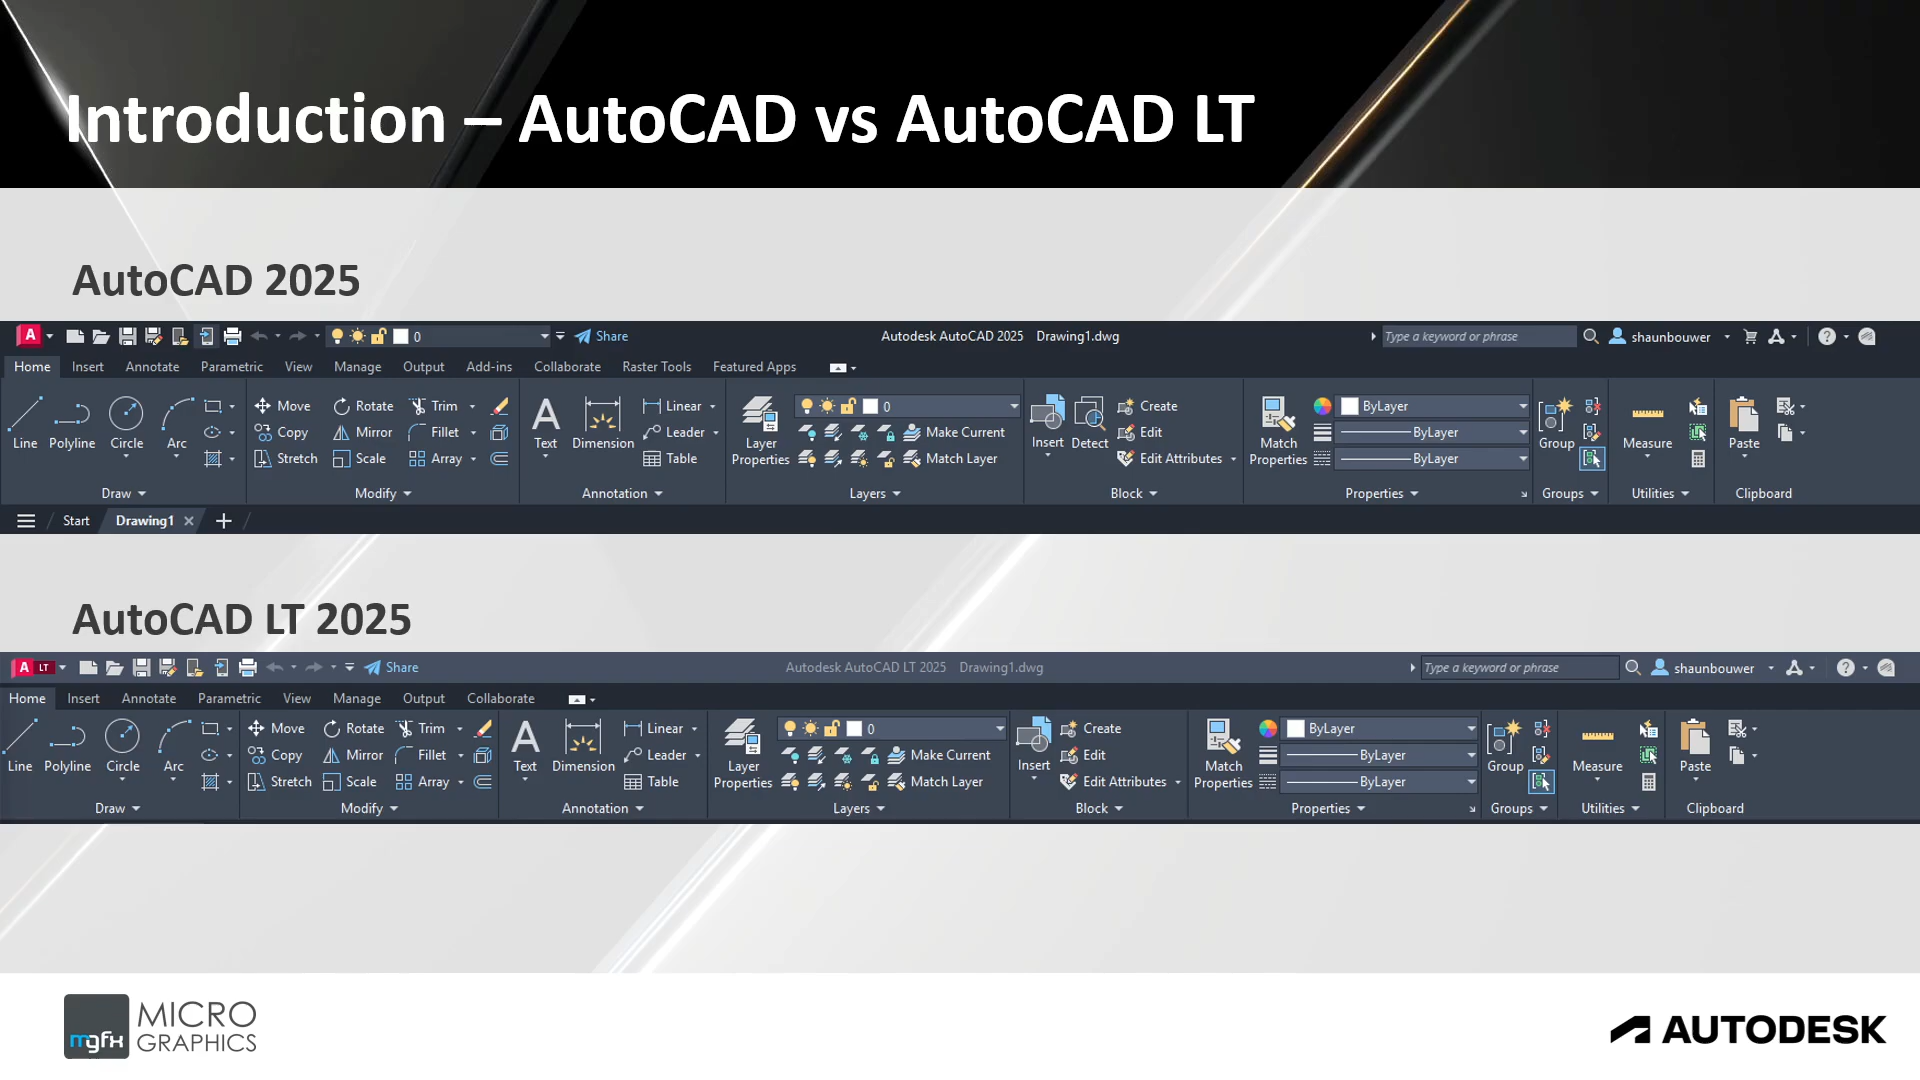 Introduction – AutoCAD vs AutoCAD LT
AutoCAD 2025
A 0 Share Autodesk AutoCAD 2025 Drawing1.dwg Type a keyword or phrase shaunbouwer ?
Home Insert Annotate Parametric View Manage Output Add-ins Collaborate Raster Tools Featured Apps
Line Polyline Circle Arc
Move Rotate Trim
Copy Mirror Fillet
Stretch Scale Array
A Text Dimension
Linear
Leader
Table
Layer Properties
0
Make Current
Match Layer
Insert Detect
Create
Edit
Edit Attributes
Match Properties
ByLayer
ByLayer
ByLayer
Group Measure Paste
Draw Modify Annotation Layers Block Properties Groups Utilities Clipboard
Start Drawing1 × +
AutoCAD LT 2025
A LT Share Autodesk AutoCAD LT 2025 Drawing1.dwg Type a keyword or phrase shaunbouwer ?
Home Insert Annotate Parametric View Manage Output Collaborate
Line Polyline Circle Arc
Move Rotate Trim
Copy Mirror Fillet
Stretch Scale Array
A Text Dimension
Linear
Leader
Table
Layer Properties
0
Make Current
Match Layer
Insert
Create
Edit
Edit Attributes
Match Properties
ByLayer
ByLayer
ByLayer
Group Measure Paste
Draw Modify Annotation Layers Block Properties Groups Utilities Clipboard
mgfx MICRO
GRAPHICS
AUTODESK